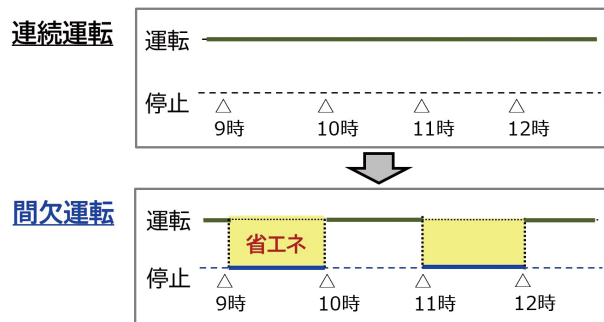 連続運転
運転
停止
△ △ △ △
9時 10時 11時 12時
間欠運転
運転
省エネ
停止
△ △ △ △
9時 10時 11時 12時